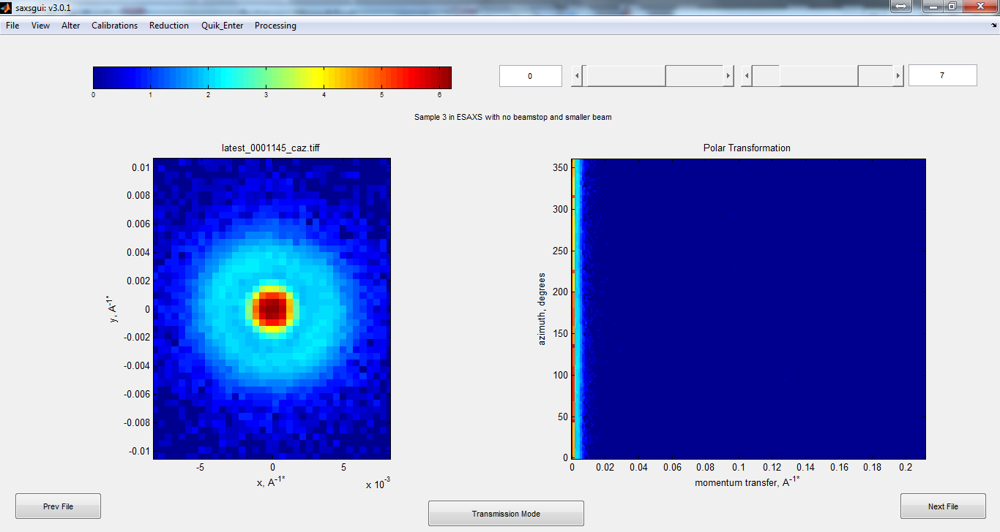 saxsgui: v3.0.1
File View Alter Calibrations Reduction Quik_Enter Processing
0 1 2 3 4 5 6
0
7
Sample 3 in ESAXS with no beamstop and smaller beam
latest_0001145_caz.tiff
0.01
0.008
0.006
0.004
0.002
0
-0.002
-0.004
-0.006
-0.008
-0.01
y, A^-1*
-5 0 5
x, A^-1*
x 10^-3
Polar Transformation
350
300
250
200
150
100
50
0
azimuth, degrees
0 0.02 0.04 0.06 0.08 0.1 0.12 0.14 0.16 0.18 0.2
momentum transfer, A^-1*
Prev File
Transmission Mode
Next File